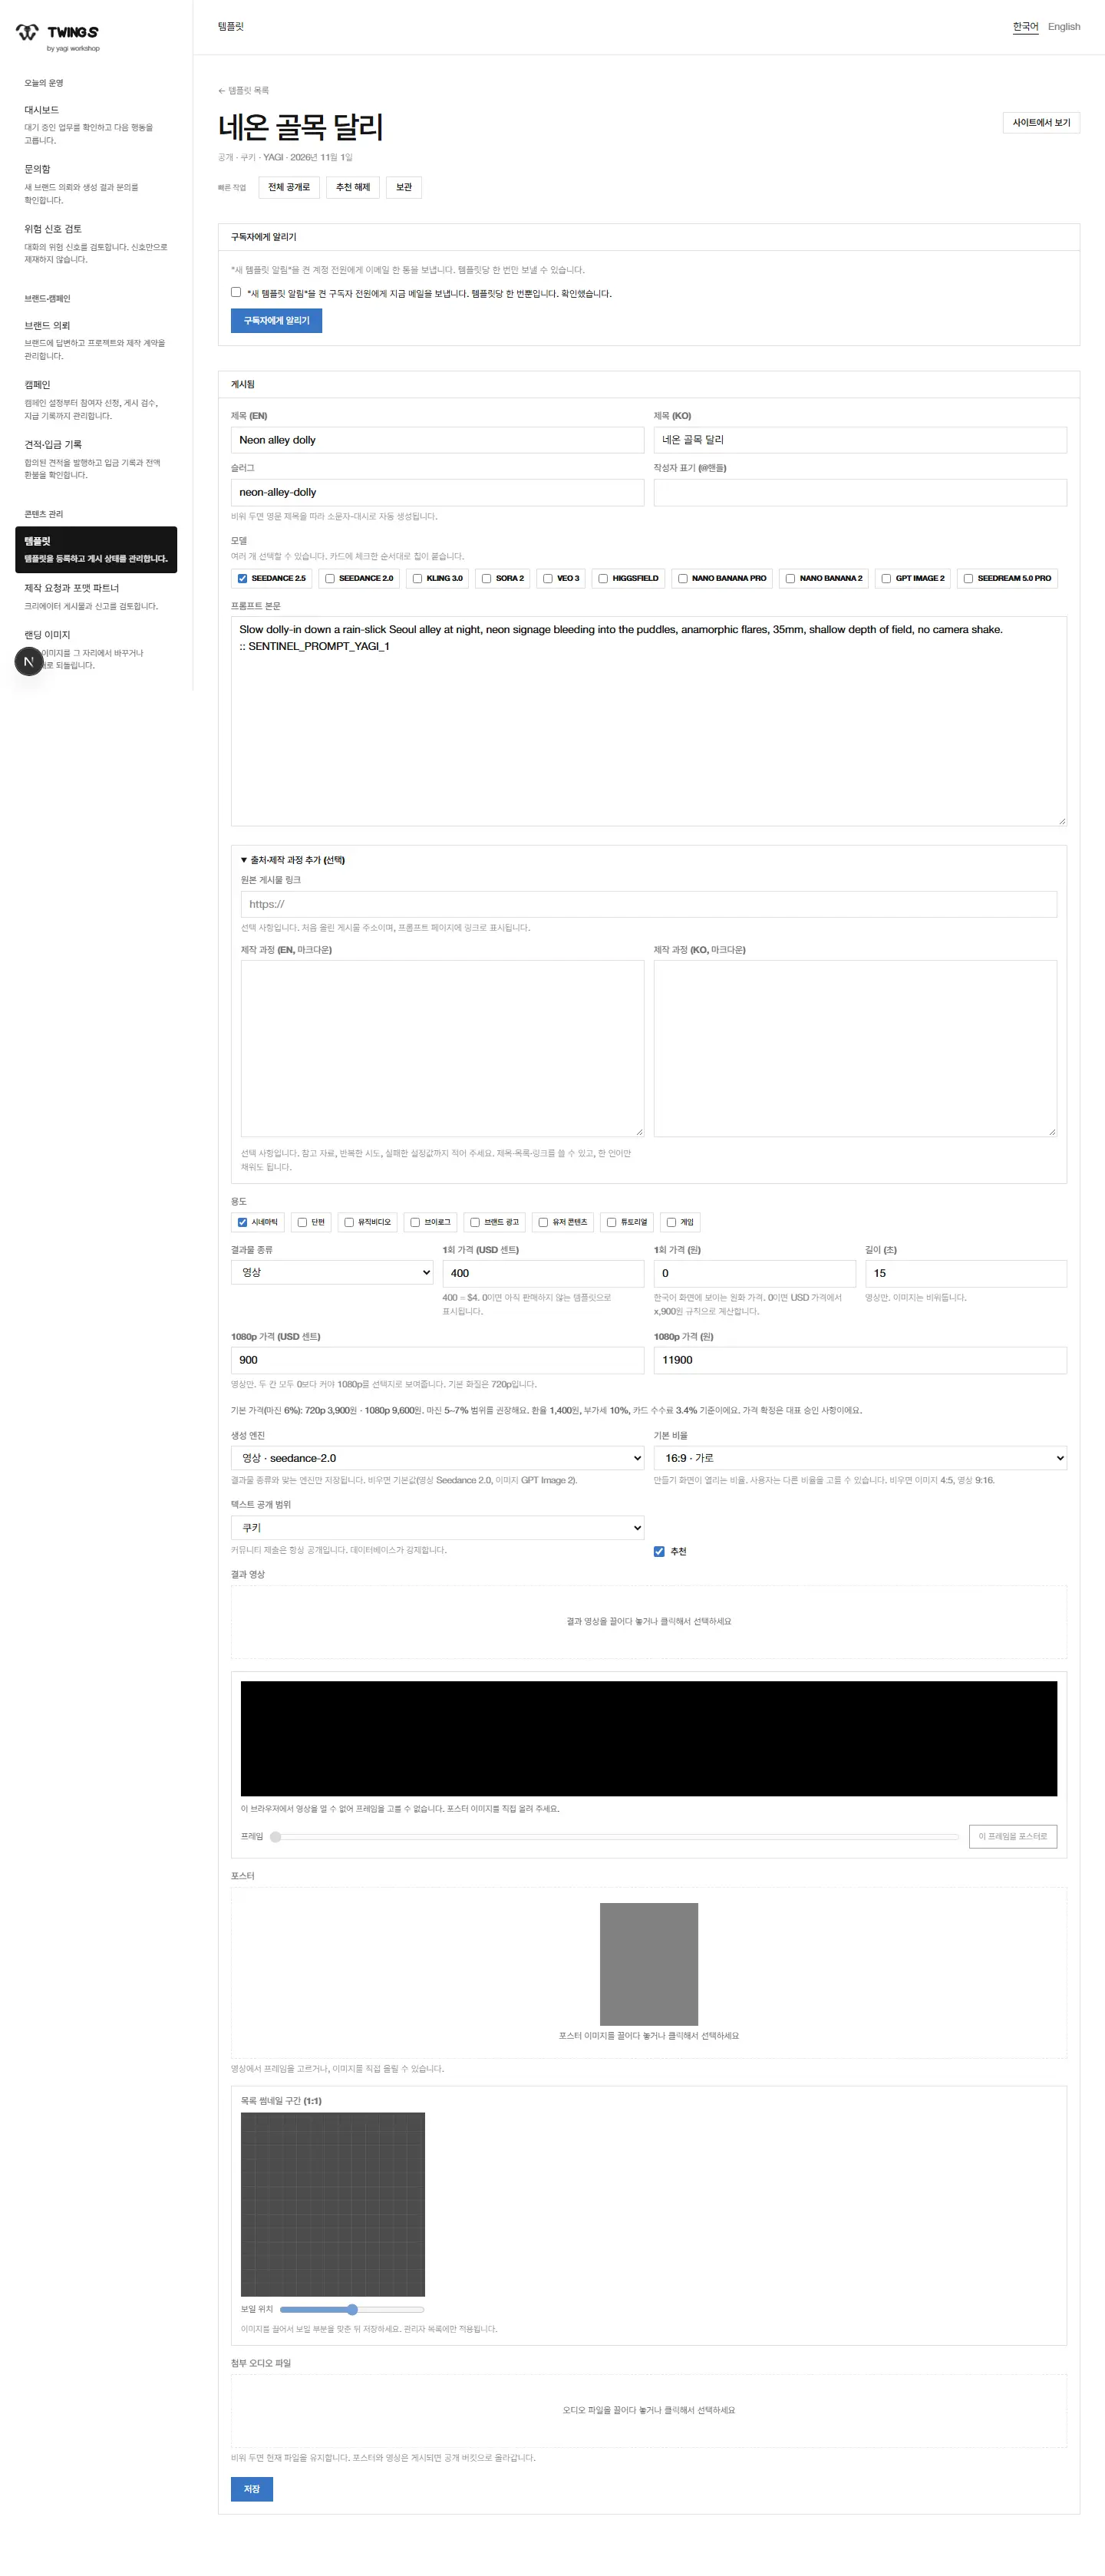 TWINGS
by yagi workshop
오늘의 운영
대시보드
대기 중인 업무를 확인하고 다음 행동을
고릅니다.
문의함
새 브랜드 의뢰와 생성 결과 문의를
확인합니다.
위험 신호 검토
대화의 위험 신호를 검토합니다. 신호만으로
제재하지 않습니다.
브랜드·캠페인
브랜드 의뢰
브랜드에 답변하고 프로젝트와 제작 계약을
관리합니다.
캠페인
캠페인 설정부터 참여자 선정, 게시 검수,
지급 기록까지 관리합니다.
견적·입금 기록
합의된 견적을 발행하고 입금 기록과 전액
환불을 확인합니다.
콘텐츠 관리
템플릿
템플릿을 등록하고 게시 상태를 관리합니다.
제작 요청과 포맷 파트너
크리에이터 게시물과 신고를 검토합니다.
랜딩 이미지
이미지를 그 자리에서 바꾸거나
로 되돌립니다.
N
템플릿
한국어 English
← 템플릿 목록
네온 골목 달리
사이트에서 보기
공개 · 쿠키 · YAGI · 2026년 11월 1일
빠른 작업 전체 공개로 추천 해제 보관
구독자에게 알리기
"새 템플릿 알림"을 켠 계정 전원에게 이메일 한 통을 보냅니다. 템플릿당 한 번만 보낼 수 있습니다.
"새 템플릿 알림"을 켠 구독자 전원에게 지금 메일을 보냅니다. 템플릿당 한 번뿐입니다. 확인했습니다.
구독자에게 알리기
게시됨
제목 (EN) 제목 (KO)
Neon alley dolly 네온 골목 달리
슬러그 작성자 표기 (@핸들)
neon-alley-dolly
비워 두면 영문 제목을 따라 소문자-대시로 자동 생성됩니다.
모델
여러 개 선택할 수 있습니다. 카드에 체크한 순서대로 칩이 붙습니다.
SEEDANCE 2.5 SEEDANCE 2.0 KLING 3.0 SORA 2 VEO 3 HIGGSFIELD NANO BANANA PRO NANO BANANA 2 GPT IMAGE 2 SEEDREAM 5.0 PRO
프롬프트 본문
Slow dolly-in down a rain-slick Seoul alley at night, neon signage bleeding into the puddles, anamorphic flares, 35mm, shallow depth of field, no camera shake.
:: SENTINEL_PROMPT_YAGI_1
▼ 출처·제작 과정 추가 (선택)
원본 게시물 링크
https://
선택 사항입니다. 처음 올린 게시물 주소이며, 프롬프트 페이지에 링크로 표시됩니다.
제작 과정 (EN, 마크다운) 제작 과정 (KO, 마크다운)
선택 사항입니다. 참고 자료, 반복한 시도, 실패한 설정값까지 적어 주세요. 제목·목록·링크를 쓸 수 있고, 한 언어만
채워도 됩니다.
용도
시네마틱 단편 뮤직비디오 브이로그 브랜드 광고 유저 콘텐츠 튜토리얼 게임
결과물 종류 1회 가격 (USD 센트) 1회 가격 (원) 길이 (초)
영상 400 0 15
400 = $4. 0이면 아직 판매하지 않는 템플릿으로
표시됩니다.
한국어 화면에 보이는 원화 가격. 0이면 USD 가격에서
x,900원 규칙으로 계산합니다.
영상만. 이미지는 비워둡니다.
1080p 가격 (USD 센트) 1080p 가격 (원)
900 11900
영상만. 두 칸 모두 0보다 커야 1080p를 선택지로 보여줍니다. 기본 화질은 720p입니다.
기본 가격(마진 6%): 720p 3,900원 · 1080p 9,600원. 마진 5~7% 범위를 권장해요. 환율 1,400원, 부가세 10%, 카드 수수료 3.4% 기준이에요. 가격 확정은 대표 승인 사항이에요.
생성 엔진 기본 비율
영상 · seedance-2.0 16:9 · 가로
결과물 종류와 맞는 엔진만 저장됩니다. 비우면 기본값(영상 Seedance 2.0, 이미지 GPT Image 2).
만들기 화면이 열리는 비율. 사용자는 다른 비율을 고를 수 있습니다. 비우면 이미지 4:5, 영상 9:16.
텍스트 공개 범위
쿠키
커뮤니티 제출은 항상 공개입니다. 데이터베이스가 강제합니다.
추천
결과 영상
결과 영상을 끌어다 놓거나 클릭해서 선택하세요
이 브라우저에서 영상을 열 수 없어 프레임을 고를 수 없습니다. 포스터 이미지를 직접 올려 주세요.
프레임 이 프레임을 포스터로
포스터
포스터 이미지를 끌어다 놓거나 클릭해서 선택하세요
영상에서 프레임을 고르거나, 이미지를 직접 올릴 수 있습니다.
목록 썸네일 구간 (1:1)
보일 위치
이미지를 끌어서 보일 부분을 맞춘 뒤 저장하세요. 관리자 목록에만 적용됩니다.
첨부 오디오 파일
오디오 파일을 끌어다 놓거나 클릭해서 선택하세요
비워 두면 현재 파일을 유지합니다. 포스터와 영상은 게시되면 공개 버킷으로 올라갑니다.
저장